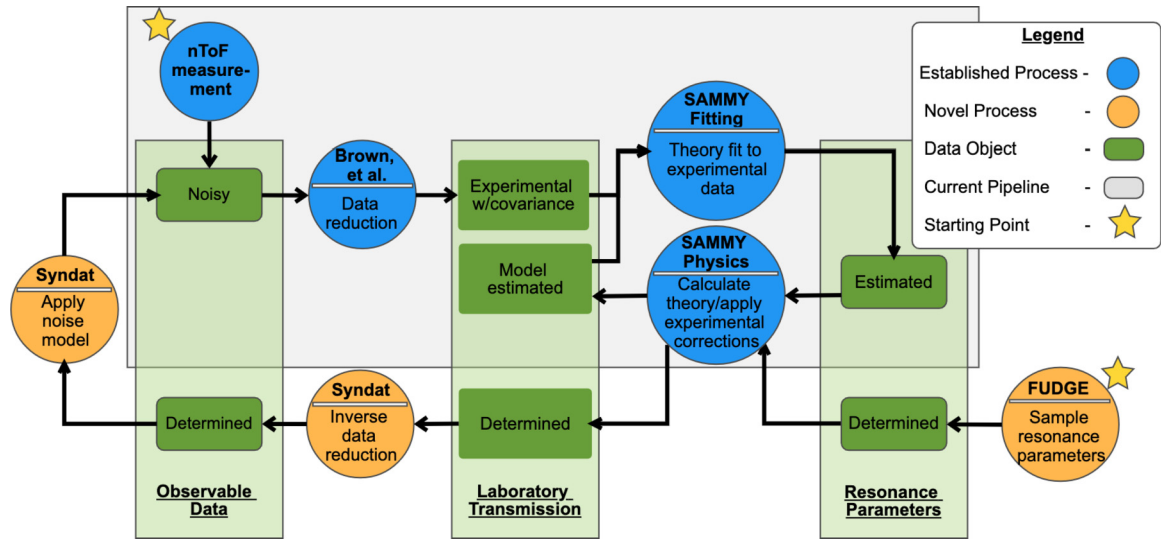 nToF
measure-
ment
SAMMY
Fitting
Theory fit to
experimental
data
Legend
Established Process -
Novel Process -
Data Object -
Current Pipeline -
Starting Point -
Noisy
Brown,
et al.
Data
reduction
Experimental
w/covariance
Model
estimated
SAMMY
Physics
Calculate
theory/apply
experimental
corrections
Estimated
Syndat
Apply
noise
model
Determined
Syndat
Inverse
data
reduction
Determined
Determined
FUDGE
Sample
resonance
parameters
Observable
Data
Laboratory
Transmission
Resonance
Parameters